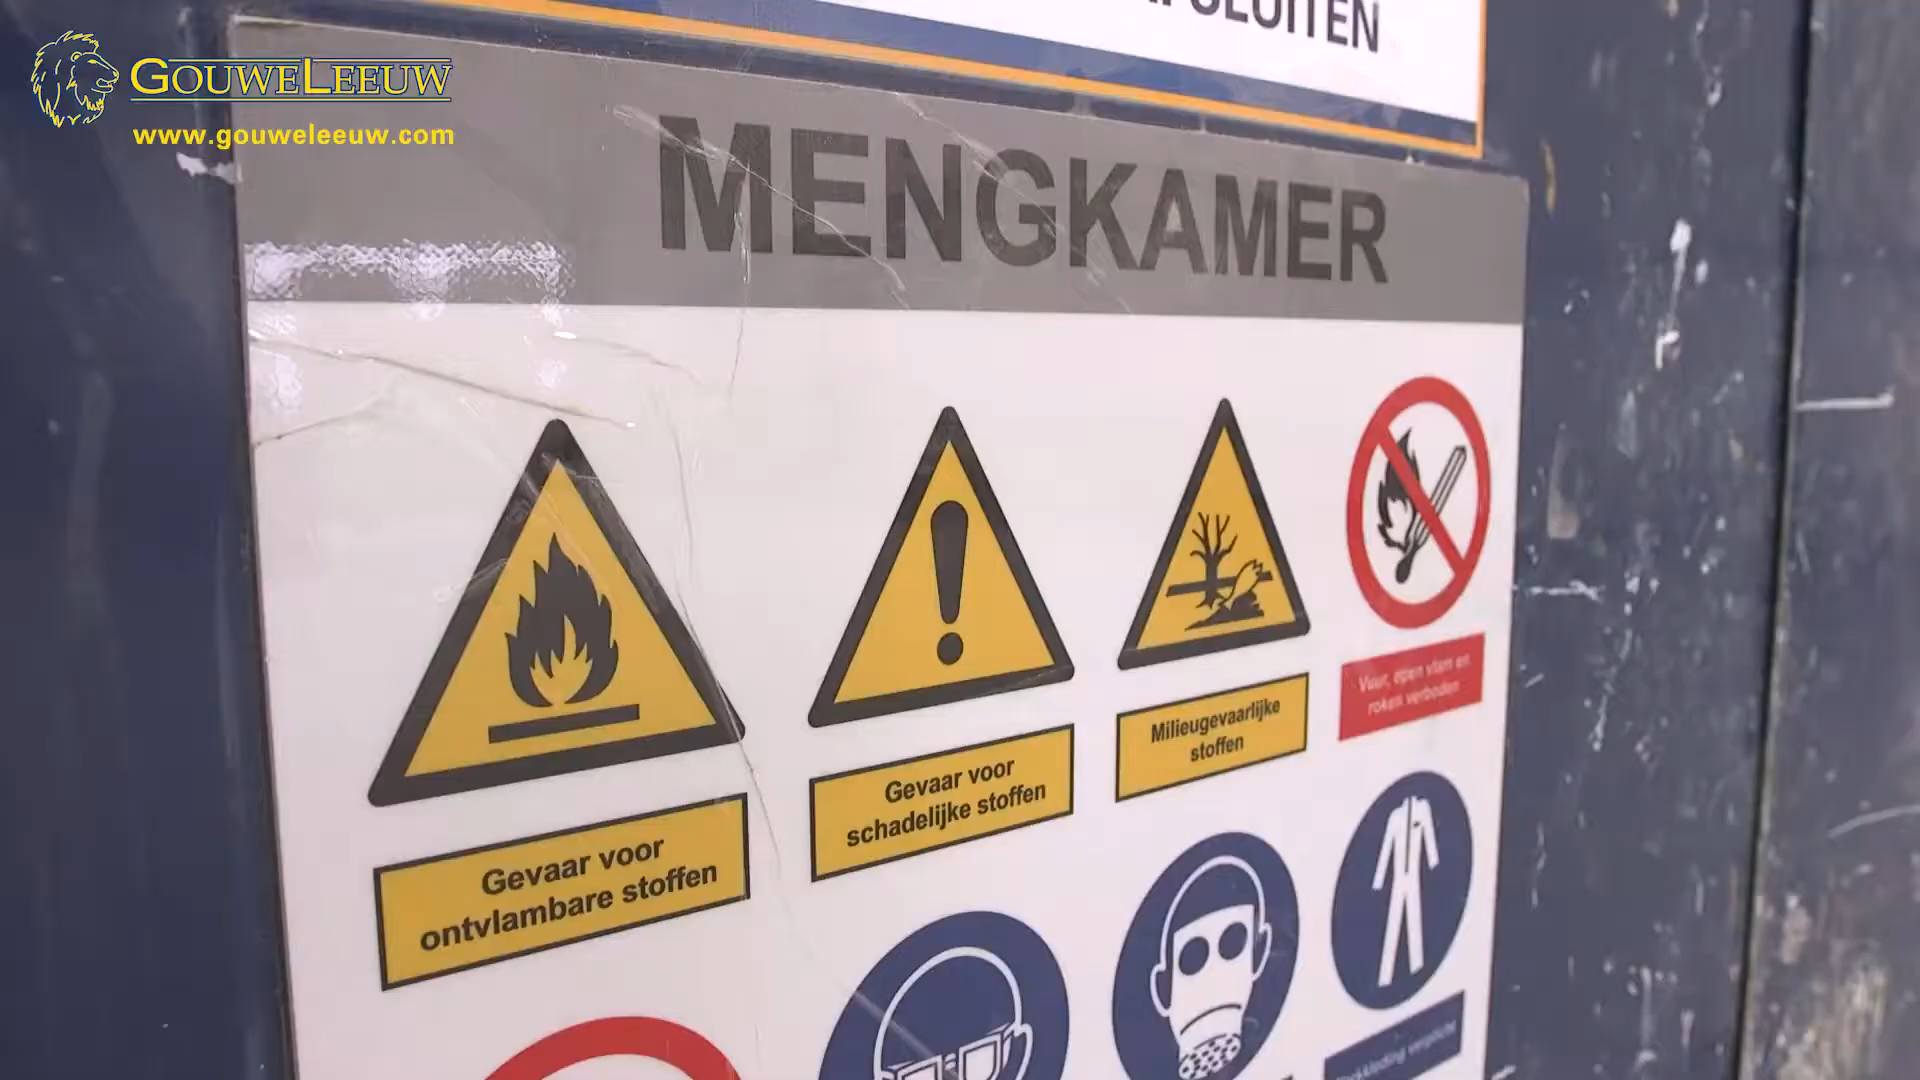 GOUWELEEUW
www.gouweleeuw.com
MENGKAMER
Gevaar voor
ontvlambare stoffen
Gevaar voor
schadelijke stoffen
Milieugevaarlijke
stoffen
Vuur, open vlam en
roken verboden
verplicht